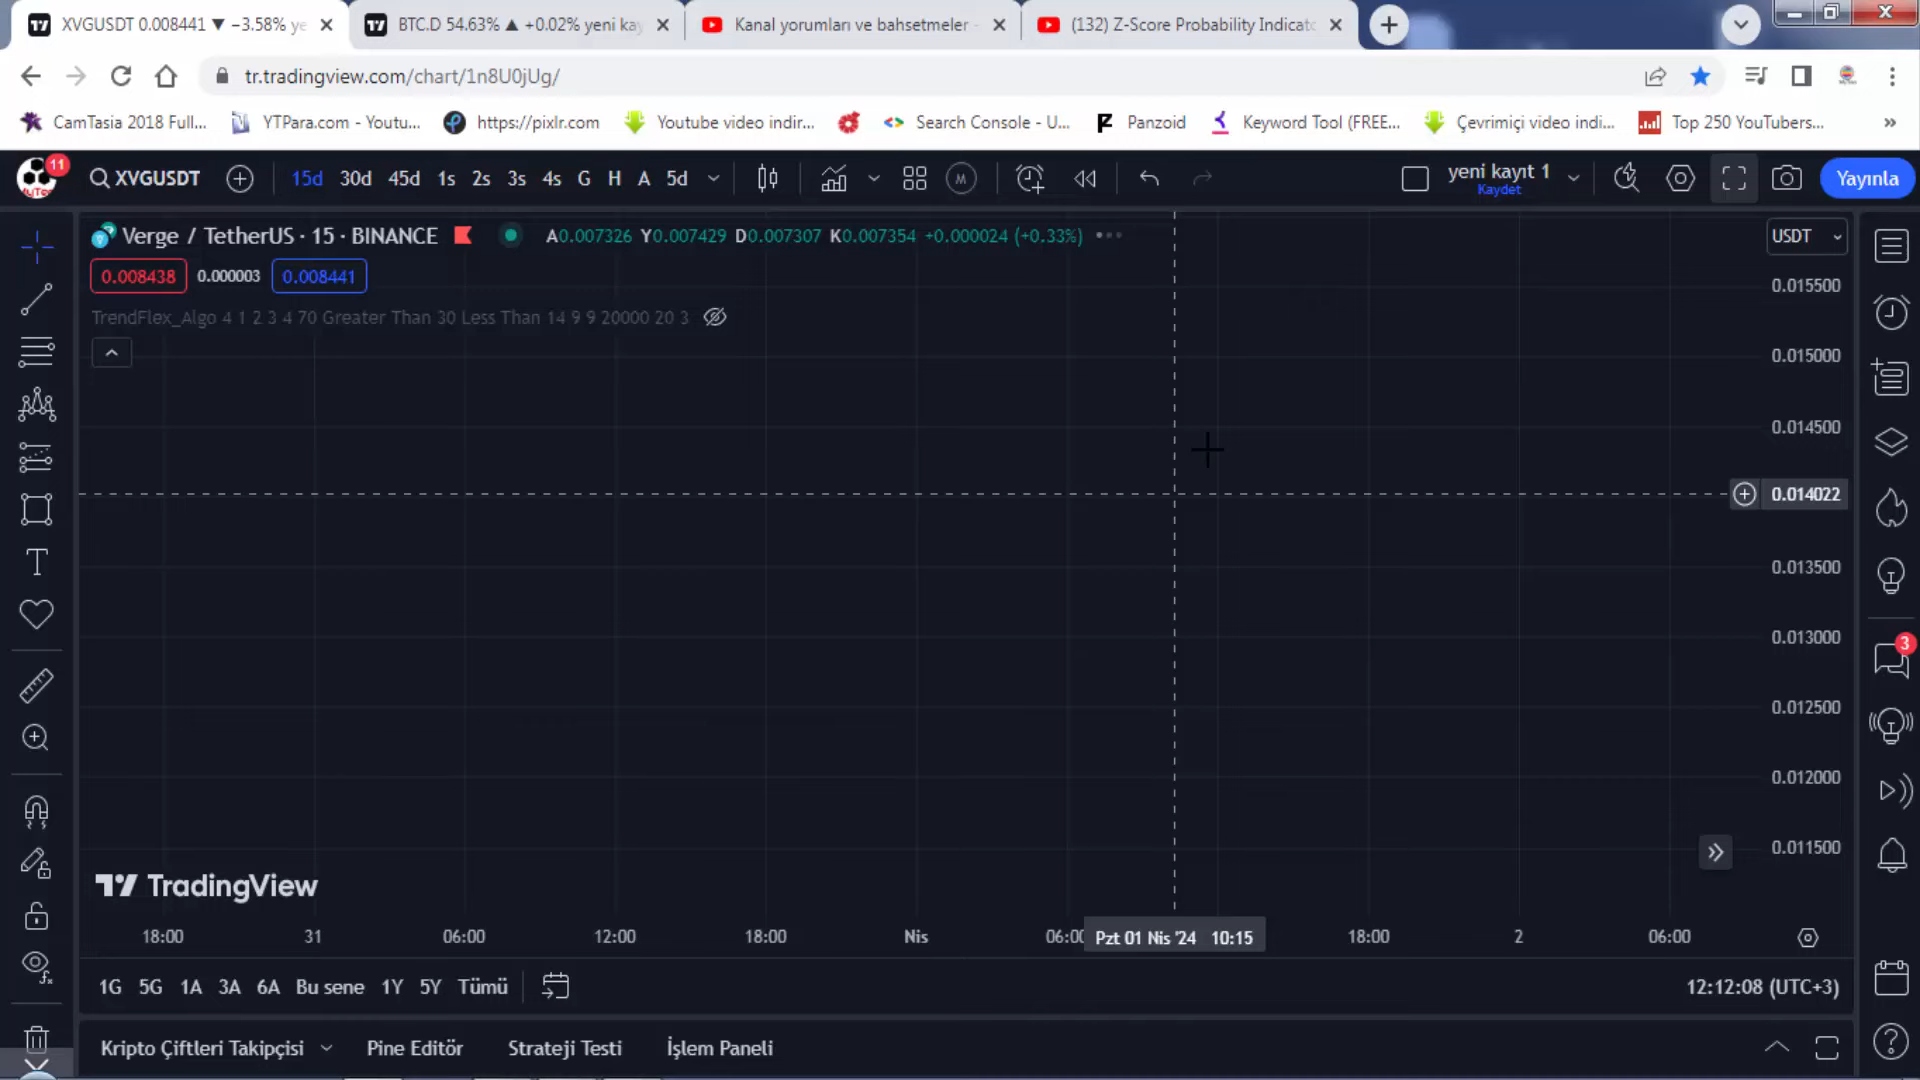 XVGUSDT 0.008441 ▼ −3.58% ye
BTC.D 54.63% ▲ +0.02% yeni kay
Kanal yorumları ve bahsetmeler -
(132) Z-Score Probability Indicato
tr.tradingview.com/chart/1n8U0jUg/
CamTasia 2018 Full...
YTPara.com - Youtu...
https://pixlr.com
Youtube video indir...
Search Console - U...
Panzoid
Keyword Tool (FREE...
Çevrimiçi video indi...
Top 250 YouTubers...
»
11
XVGUSDT
15d 30d 45d 1s 2s 3s 4s G H A 5d
M
yeni kayıt 1
Kaydet
Yayınla
Verge / TetherUS · 15 · BINANCE
A0.007326 Y0.007429 D0.007307 K0.007354 +0.000024 (+0.33%)
USDT
0.008438 0.000003 0.008441
TrendFlex_Algo 4 1 2 3 4 70 Greater Than 30 Less Than 14 9 9 20000 20 3
0.015500
0.015000
0.014500
0.014022
0.013500
0.013000
0.012500
0.012000
0.011500
3
TradingView
18:00 31 06:00 12:00 18:00 Nis 06:00 Pzt 01 Nis '24 10:15 18:00 2 06:00
1G 5G 1A 3A 6A Bu sene 1Y 5Y Tümü
12:12:08 (UTC+3)
Kripto Çiftleri Takipçisi
Pine Editör
Strateji Testi
İşlem Paneli